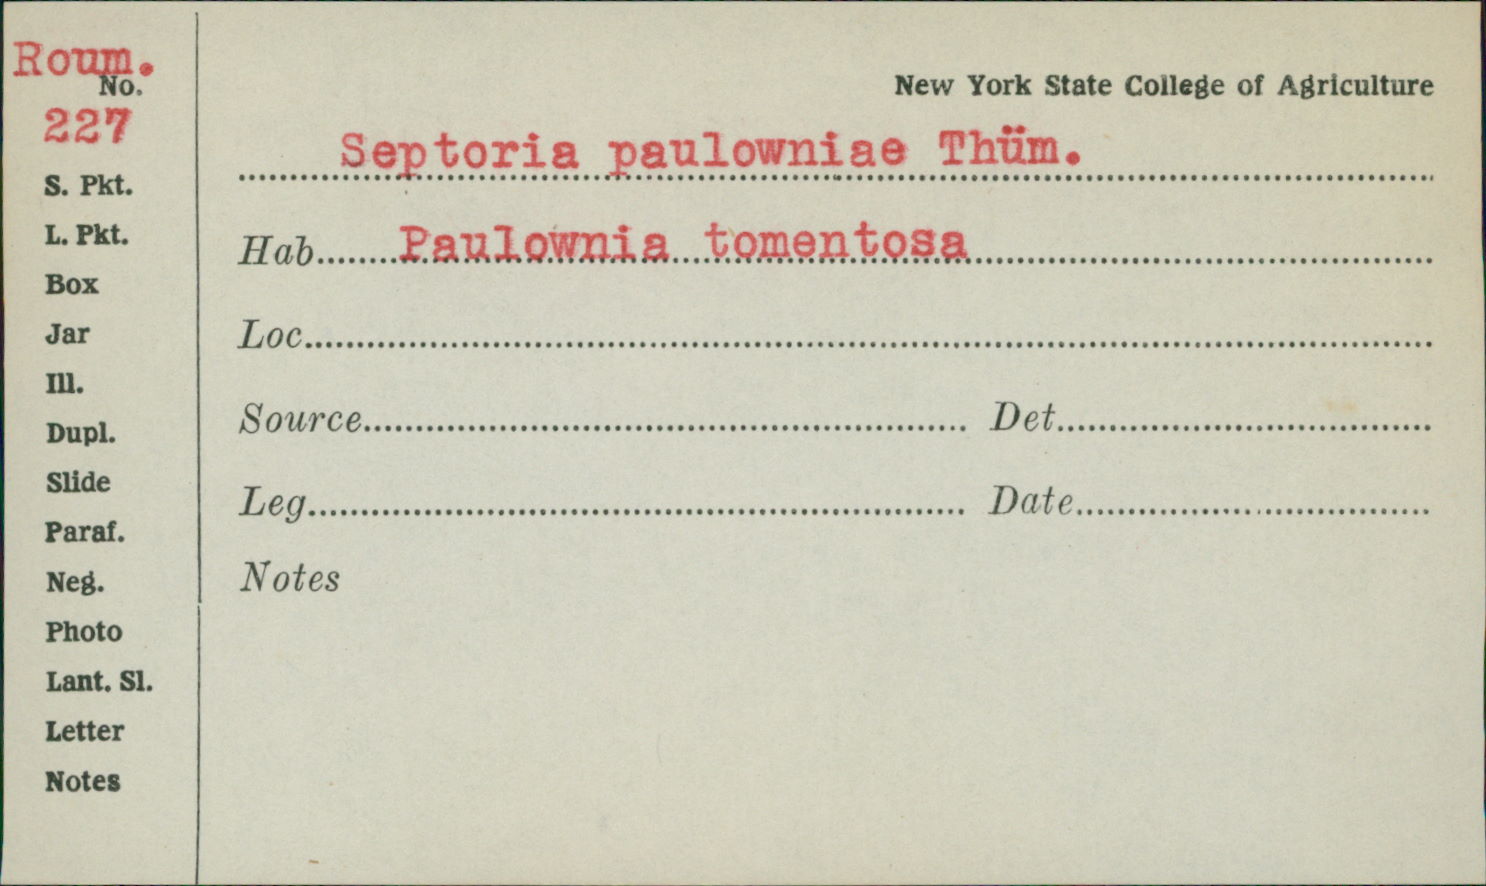 Roum.
No.
227
S. Pkt.
L. Pkt.
Box
Jar
Ill.
Dupl.
Slide
Paraf.
Neg.
Photo
Lant. Sl.
Letter
Notes
New York State College of Agriculture
Septoria paulowniae Thüm.
Hab. Paulownia tomentosa
Loc.
Source Det.
Leg. Date
Notes